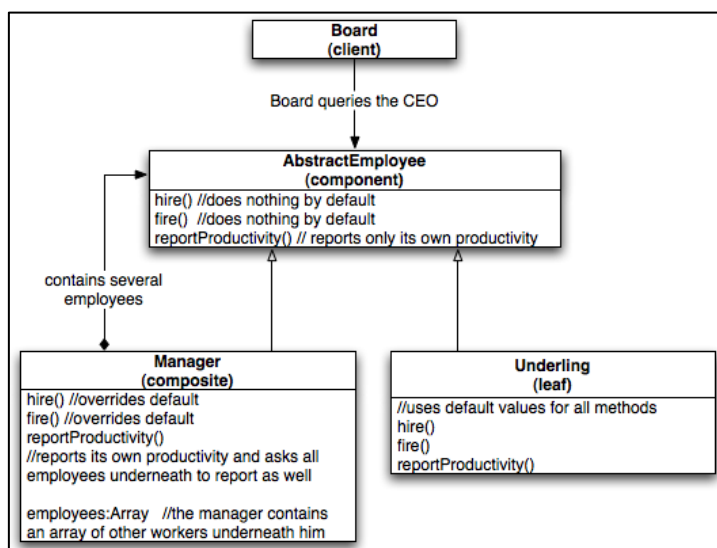 Board
(client)
Board queries the CEO
AbstractEmployee
(component)
hire() //does nothing by default
fire()  //does nothing by default
reportProductivity() // reports only its own productivity
contains several
employees
Manager
(composite)
hire() //overrides default
fire() //overrides default
reportProductivity()
//reports its own productivity and asks all
employees underneath to report as well
employees:Array   //the manager contains
an array of other workers underneath him
Underling
(leaf)
//uses default values for all methods
hire()
fire()
reportProductivity()